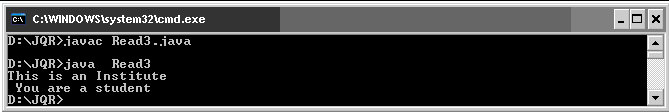 C:\WINDOWS\system32\cmd.exe
D:\JQR>javac Read3.java
D:\JQR>java  Read3
This is an Institute
 You are a student
D:\JQR>